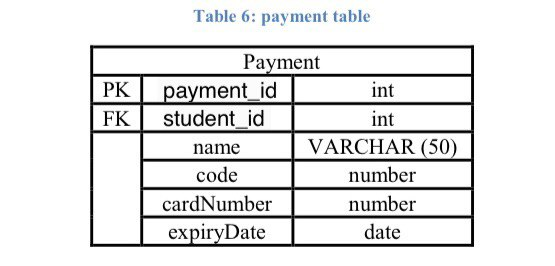 Table 6: payment table
Payment
PK payment_id int
FK student_id int
name VARCHAR (50)
code number
cardNumber number
expiryDate date